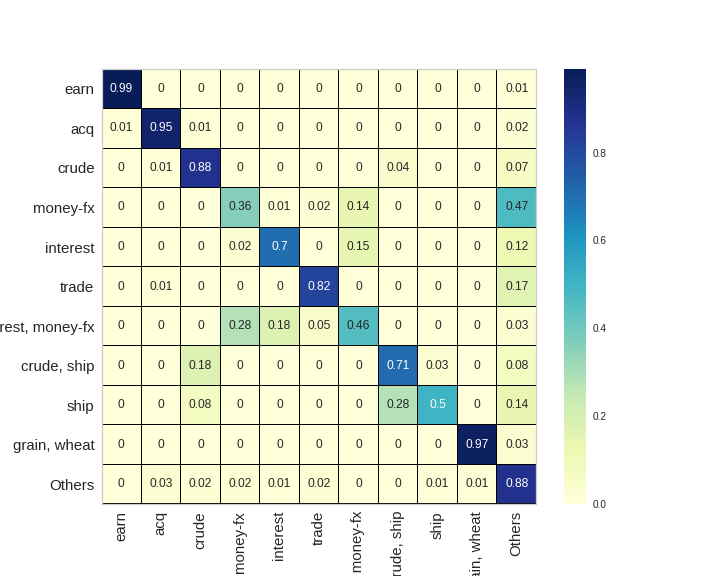 earn 0.99 0 0 0 0 0 0 0 0 0 0.01
acq 0.01 0.95 0.01 0 0 0 0 0 0 0 0.02
crude 0 0.01 0.88 0 0 0 0 0.04 0 0 0.07
money-fx 0 0 0 0.36 0.01 0.02 0.14 0 0 0 0.47
interest 0 0 0 0.02 0.7 0 0.15 0 0 0 0.12
trade 0 0.01 0 0 0 0.82 0 0 0 0 0.17
rest, money-fx 0 0 0 0.28 0.18 0.05 0.46 0 0 0 0.03
crude, ship 0 0 0.18 0 0 0 0 0.71 0.03 0 0.08
ship 0 0 0.08 0 0 0 0 0.28 0.5 0 0.14
grain, wheat 0 0 0 0 0 0 0 0 0 0.97 0.03
Others 0 0.03 0.02 0.02 0.01 0.02 0 0 0.01 0.01 0.88
earn
acq
crude
money-fx
interest
trade
money-fx
rude, ship
ship
ain, wheat
Others
0.8
0.6
0.4
0.2
0.0